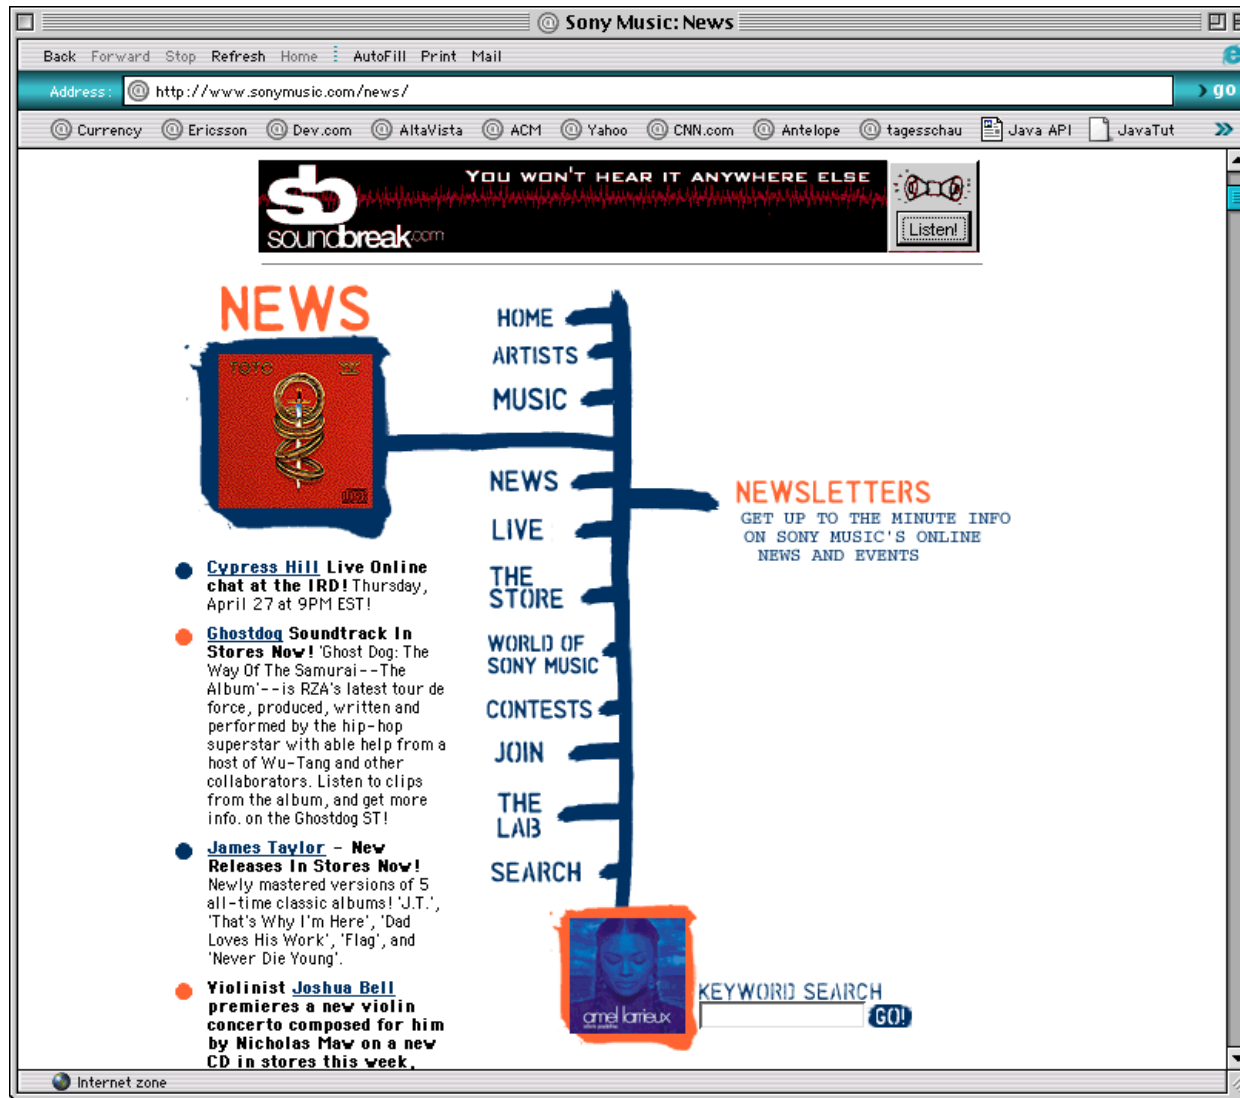 Sony Music: News
Back Forward Stop Refresh Home AutoFill Print Mail
Address: http://www.sonymusic.com/news/ go
Currency Ericsson Dev.com AltaVista ACM Yahoo CNN.com Antelope tagesschau Java API JavaTut
YOU WON'T HEAR IT ANYWHERE ELSE
sb
soundbreak.com
Listen!
NEWS
TOTO IV
HOME
ARTISTS
MUSIC
NEWS
LIVE
THE
STORE
WORLD OF
SONY MUSIC
CONTESTS
JOIN
THE
LAB
SEARCH
NEWSLETTERS
GET UP TO THE MINUTE INFO
ON SONY MUSIC'S ONLINE
NEWS AND EVENTS
Cypress Hill Live Online
chat at the IRD! Thursday,
April 27 at 9PM EST!
Ghostdog Soundtrack In
Stores Now! 'Ghost Dog: The
Way Of The Samurai--The
Album'--is RZA's latest tour de
force, produced, written and
performed by the hip-hop
superstar with able help from a
host of Wu-Tang and other
collaborators. Listen to clips
from the album, and get more
info. on the Ghostdog ST!
James Taylor - New
Releases In Stores Now!
Newly mastered versions of 5
all-time classic albums! 'J.T.',
'That's Why I'm Here', 'Dad
Loves His Work', 'Flag', and
'Never Die Young'.
Violinist Joshua Bell
premieres a new violin
concerto composed for him
by Nicholas Maw on a new
CD in stores this week,
amel larrieux
KEYWORD SEARCH
GO!
Internet zone